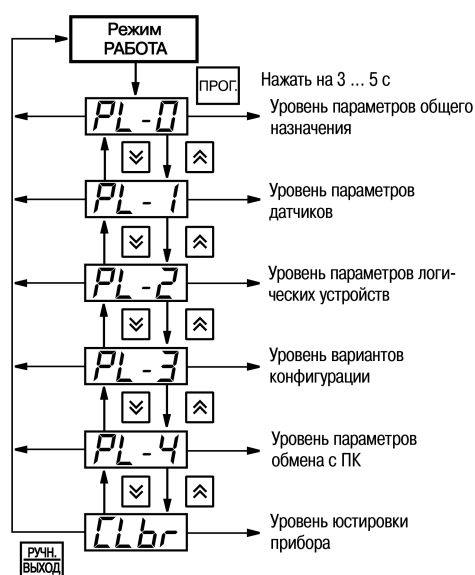 Режим
РАБОТА
ПРОГ.
Нажать на 3 ... 5 с
PL-0
Уровень параметров общего
назначения
PL-1
Уровень параметров
датчиков
PL-2
Уровень параметров логи-
ческих устройств
PL-3
Уровень вариантов
конфигурации
PL-4
Уровень параметров
обмена с ПК
CLbr
Уровень юстировки
прибора
РУЧН.
ВЫХОД